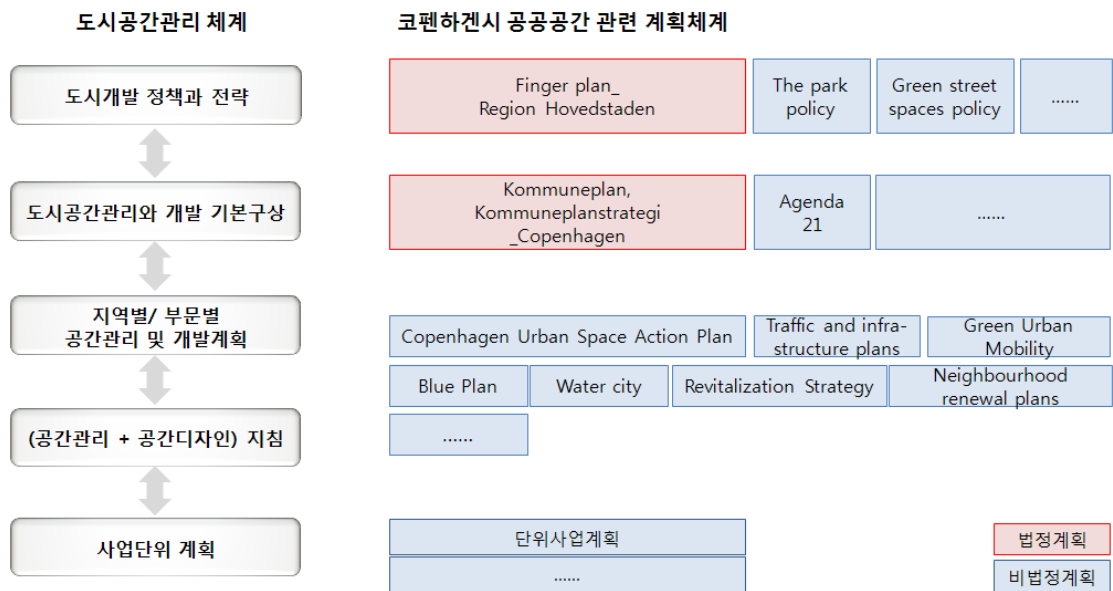 도시공간관리 체계
코펜하겐시 공공공간 관련 계획체계
도시개발 정책과 전략
Finger plan_
Region Hovedstaden
The park
policy
Green street
spaces policy
......
도시공간관리와 개발 기본구상
Kommuneplan,
Kommuneplanstrategi
_Copenhagen
Agenda
21
......
지역별/ 부문별
공간관리 및 개발계획
Copenhagen Urban Space Action Plan
Traffic and infra-
structure plans
Green Urban
Mobility
Blue Plan
Water city
Revitalization Strategy
Neighbourhood
renewal plans
(공간관리 + 공간디자인) 지침
......
사업단위 계획
단위사업계획
......
법정계획
비법정계획